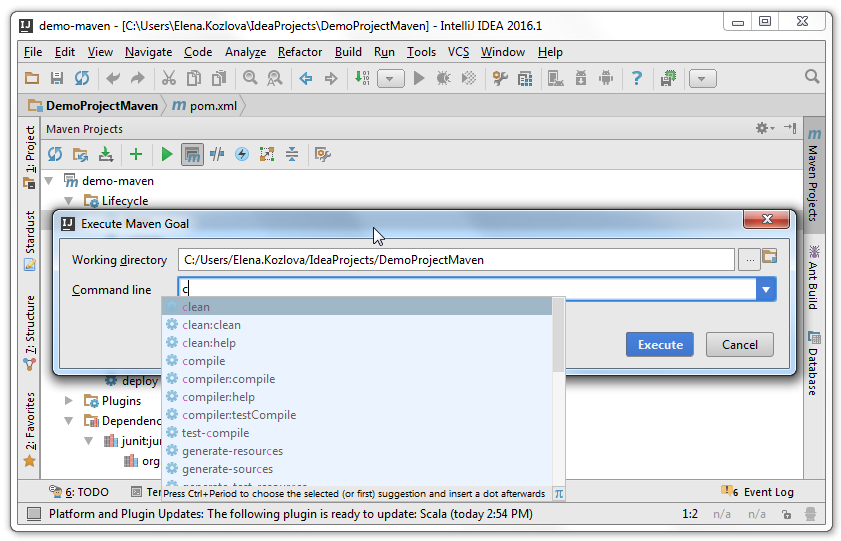 demo-maven - [C:\Users\Elena.Kozlova\IdeaProjects\DemoProjectMaven] - IntelliJ IDEA 2016.1
File Edit View Navigate Code Analyze Refactor Build Run Tools VCS Window Help
DemoProjectMaven pom.xml
Maven Projects
1: Project
Stardust
7: Structure
2: Favorites
demo-maven
Lifecycle
Execute Maven Goal
Working directory C:/Users/Elena.Kozlova/IdeaProjects/DemoProjectMaven ...
Command line c
clean
clean:clean
clean:help
compile
compiler:compile
compiler:help
compiler:testCompile
test-compile
generate-resources
generate-sources
generate-test-resources
Press Ctrl+Period to choose the selected (or first) suggestion and insert a dot afterwards π
Execute Cancel
deploy
Plugins
Dependenc
junit:jun
org
Maven Projects
Ant Build
Database
6: TODO Ter 6 Event Log
Platform and Plugin Updates: The following plugin is ready to update: Scala (today 2:54 PM) 1:2 n/a n/a